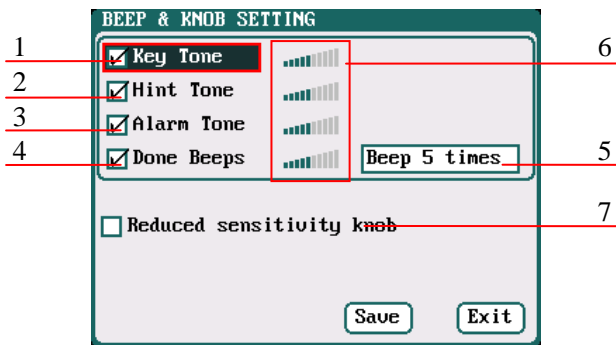 BEEP & KNOB SETTING
1 Key Tone 6
2 Hint Tone
3 Alarm Tone
4 Done Beeps Beep 5 times 5
Reduced sensitivity knob 7
Save Exit